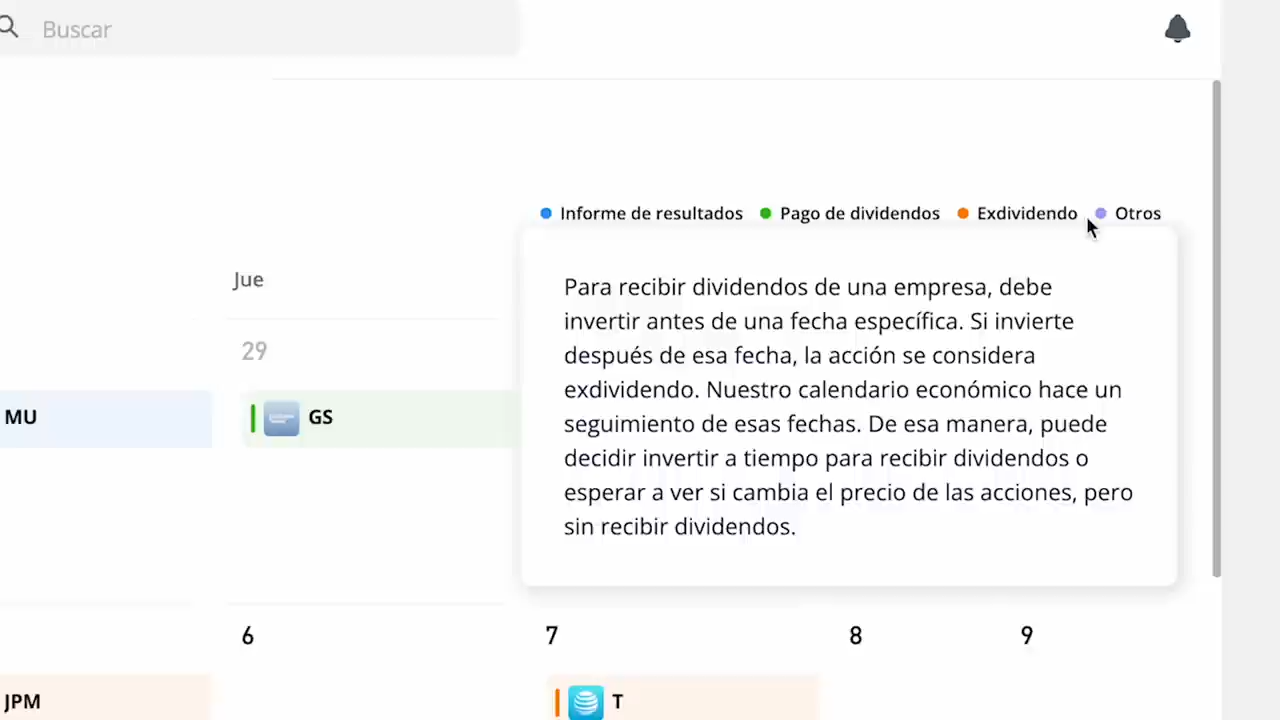 Buscar
Informe de resultados Pago de dividendos Exdividendo Otros
Jue
Para recibir dividendos de una empresa, debe
invertir antes de una fecha específica. Si invierte
después de esa fecha, la acción se considera
exdividendo. Nuestro calendario económico hace un
seguimiento de esas fechas. De esa manera, puede
decidir invertir a tiempo para recibir dividendos o
esperar a ver si cambia el precio de las acciones, pero
sin recibir dividendos.
29
MU GS
6 7 8 9
JPM T